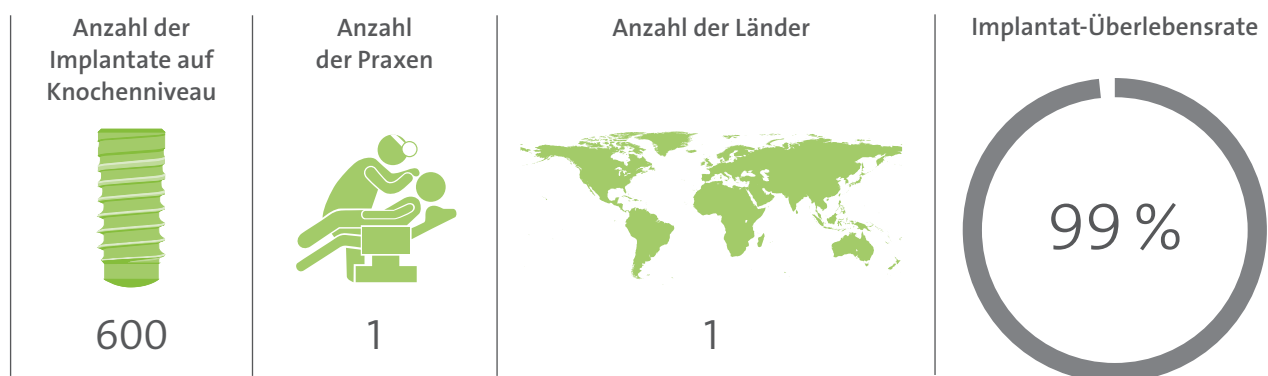 Anzahl der
Implantate auf
Knochenniveau
600
Anzahl
der Praxen
1
Anzahl der Länder
1
Implantat-Überlebensrate
99 %